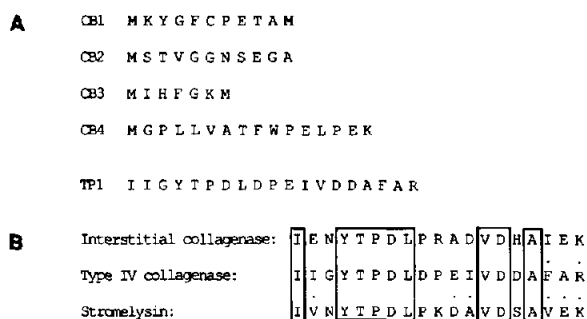 A CB1 M K Y G F C P E T A M
CB2 M S T V G G N S E G A
CB3 M I H F G K M
CB4 M G P L L V A T F W P E L P E K
TP1 I I G Y T P D L D P E I V D D A F A R
B Interstitial collagenase: I E N Y T P D L P R A D V D H A I E K
Type IV collagenase: I I G Y T P D L D P E I V D D A F A R
Stromelysin: I V N Y T P D L P K D A V D S A V E K